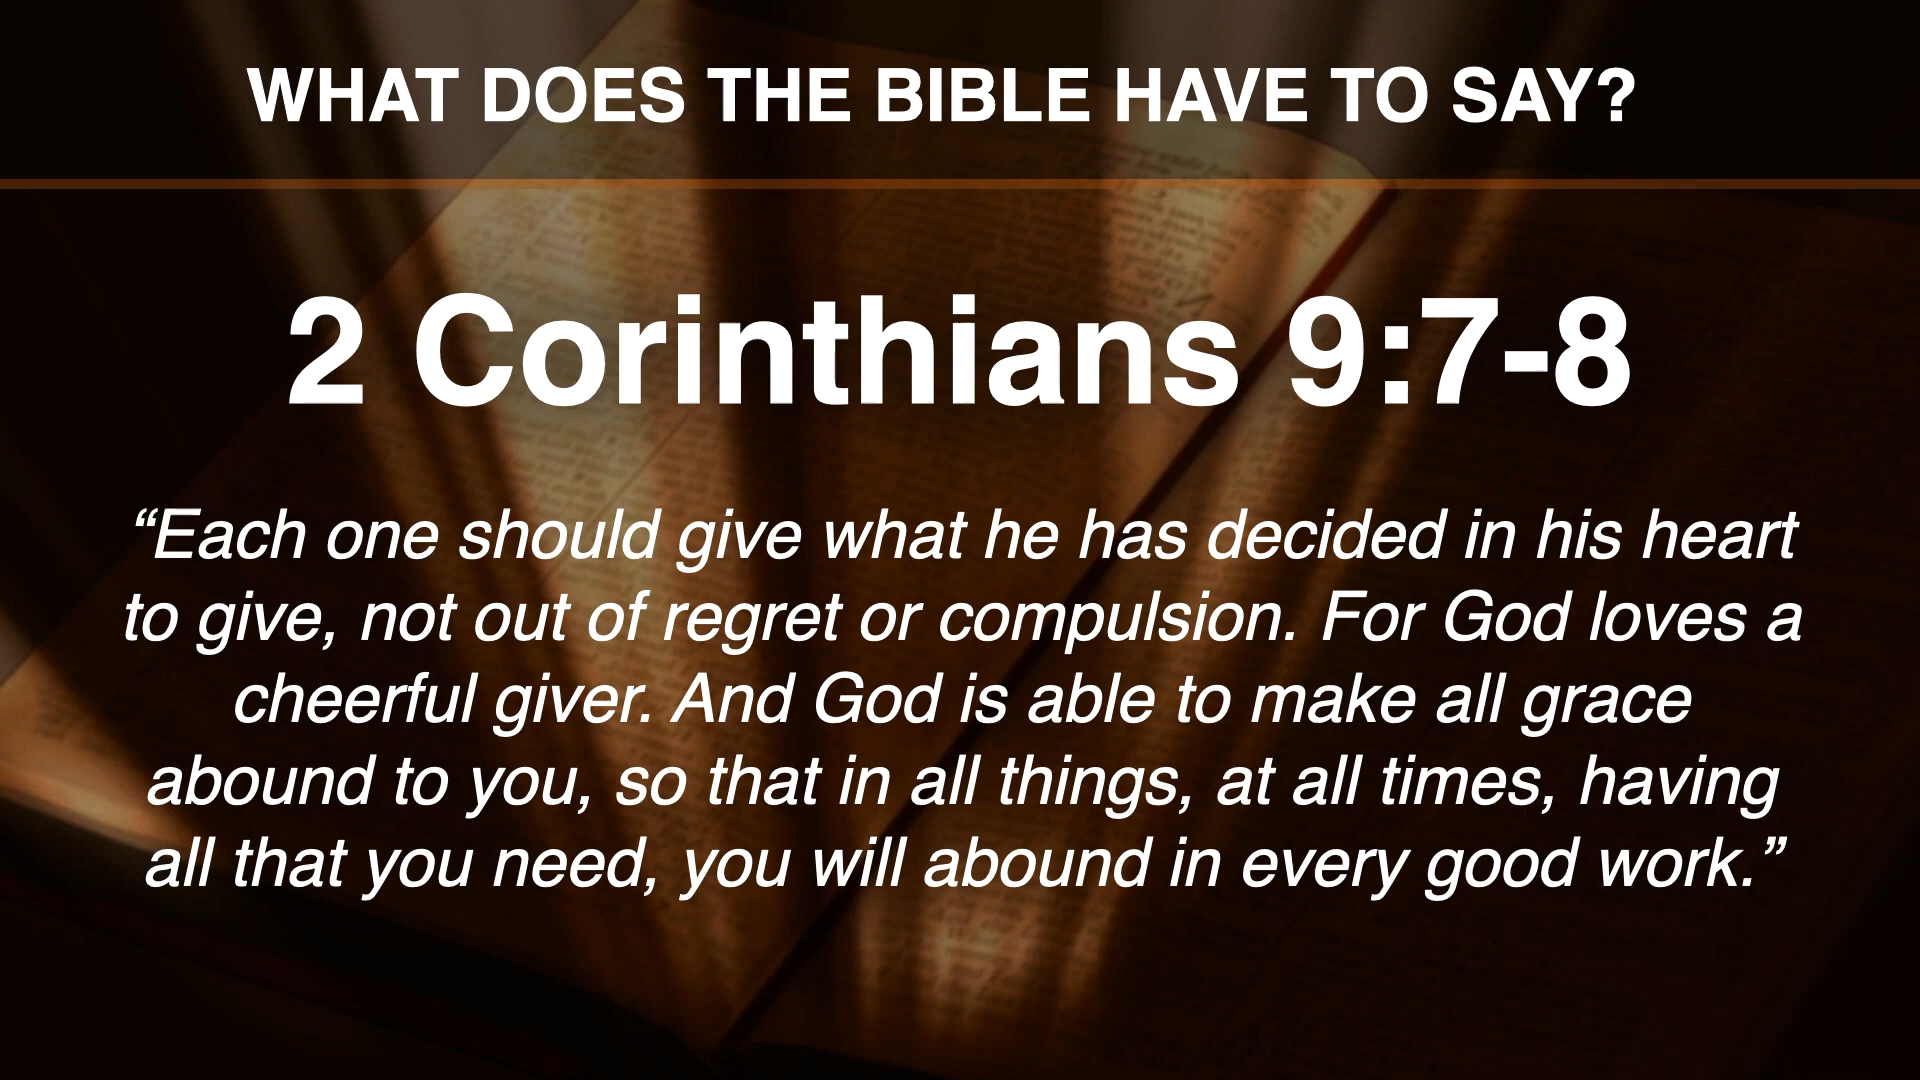 WHAT DOES THE BIBLE HAVE TO SAY?
2 Corinthians 9:7-8
“Each one should give what he has decided in his heart
to give, not out of regret or compulsion. For God loves a
cheerful giver. And God is able to make all grace
abound to you, so that in all things, at all times, having
all that you need, you will abound in every good work.”